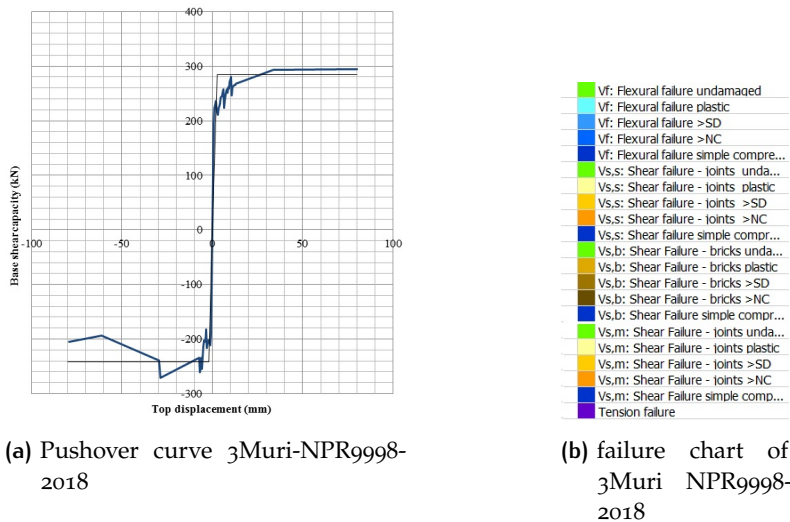 400
300
200
100
0
-100
-200
-300
-100
-50
0
50
100
Base shearcapacity (kN)
Top displacement (mm)
(a) Pushover curve 3Muri-NPR9998-
2018
Vf: Flexural failure undamaged
Vf: Flexural failure plastic
Vf: Flexural failure >SD
Vf: Flexural failure >NC
Vf: Flexural failure simple compre...
Vs,s: Shear failure - joints unda...
Vs,s: Shear failure - joints plastic
Vs,s: Shear failure - joints >SD
Vs,s: Shear failure - joints >NC
Vs,s: Shear failure simple compr...
Vs,b: Shear Failure - bricks unda...
Vs,b: Shear Failure - bricks plastic
Vs,b: Shear Failure - bricks >SD
Vs,b: Shear Failure - bricks >NC
Vs,b: Shear Failure simple compr...
Vs,m: Shear Failure - joints unda...
Vs,m: Shear Failure - joints plastic
Vs,m: Shear Failure - joints >SD
Vs,m: Shear Failure - joints >NC
Vs,m: Shear Failure simple comp...
Tension failure
(b) failure chart of
3Muri NPR9998-
2018